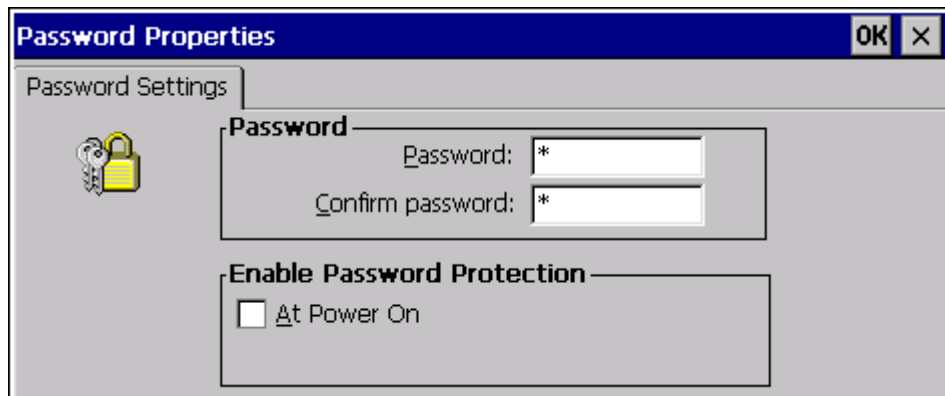 Password Properties OK ×
Password Settings
Password
Password: *
Confirm password: *
Enable Password Protection
At Power On